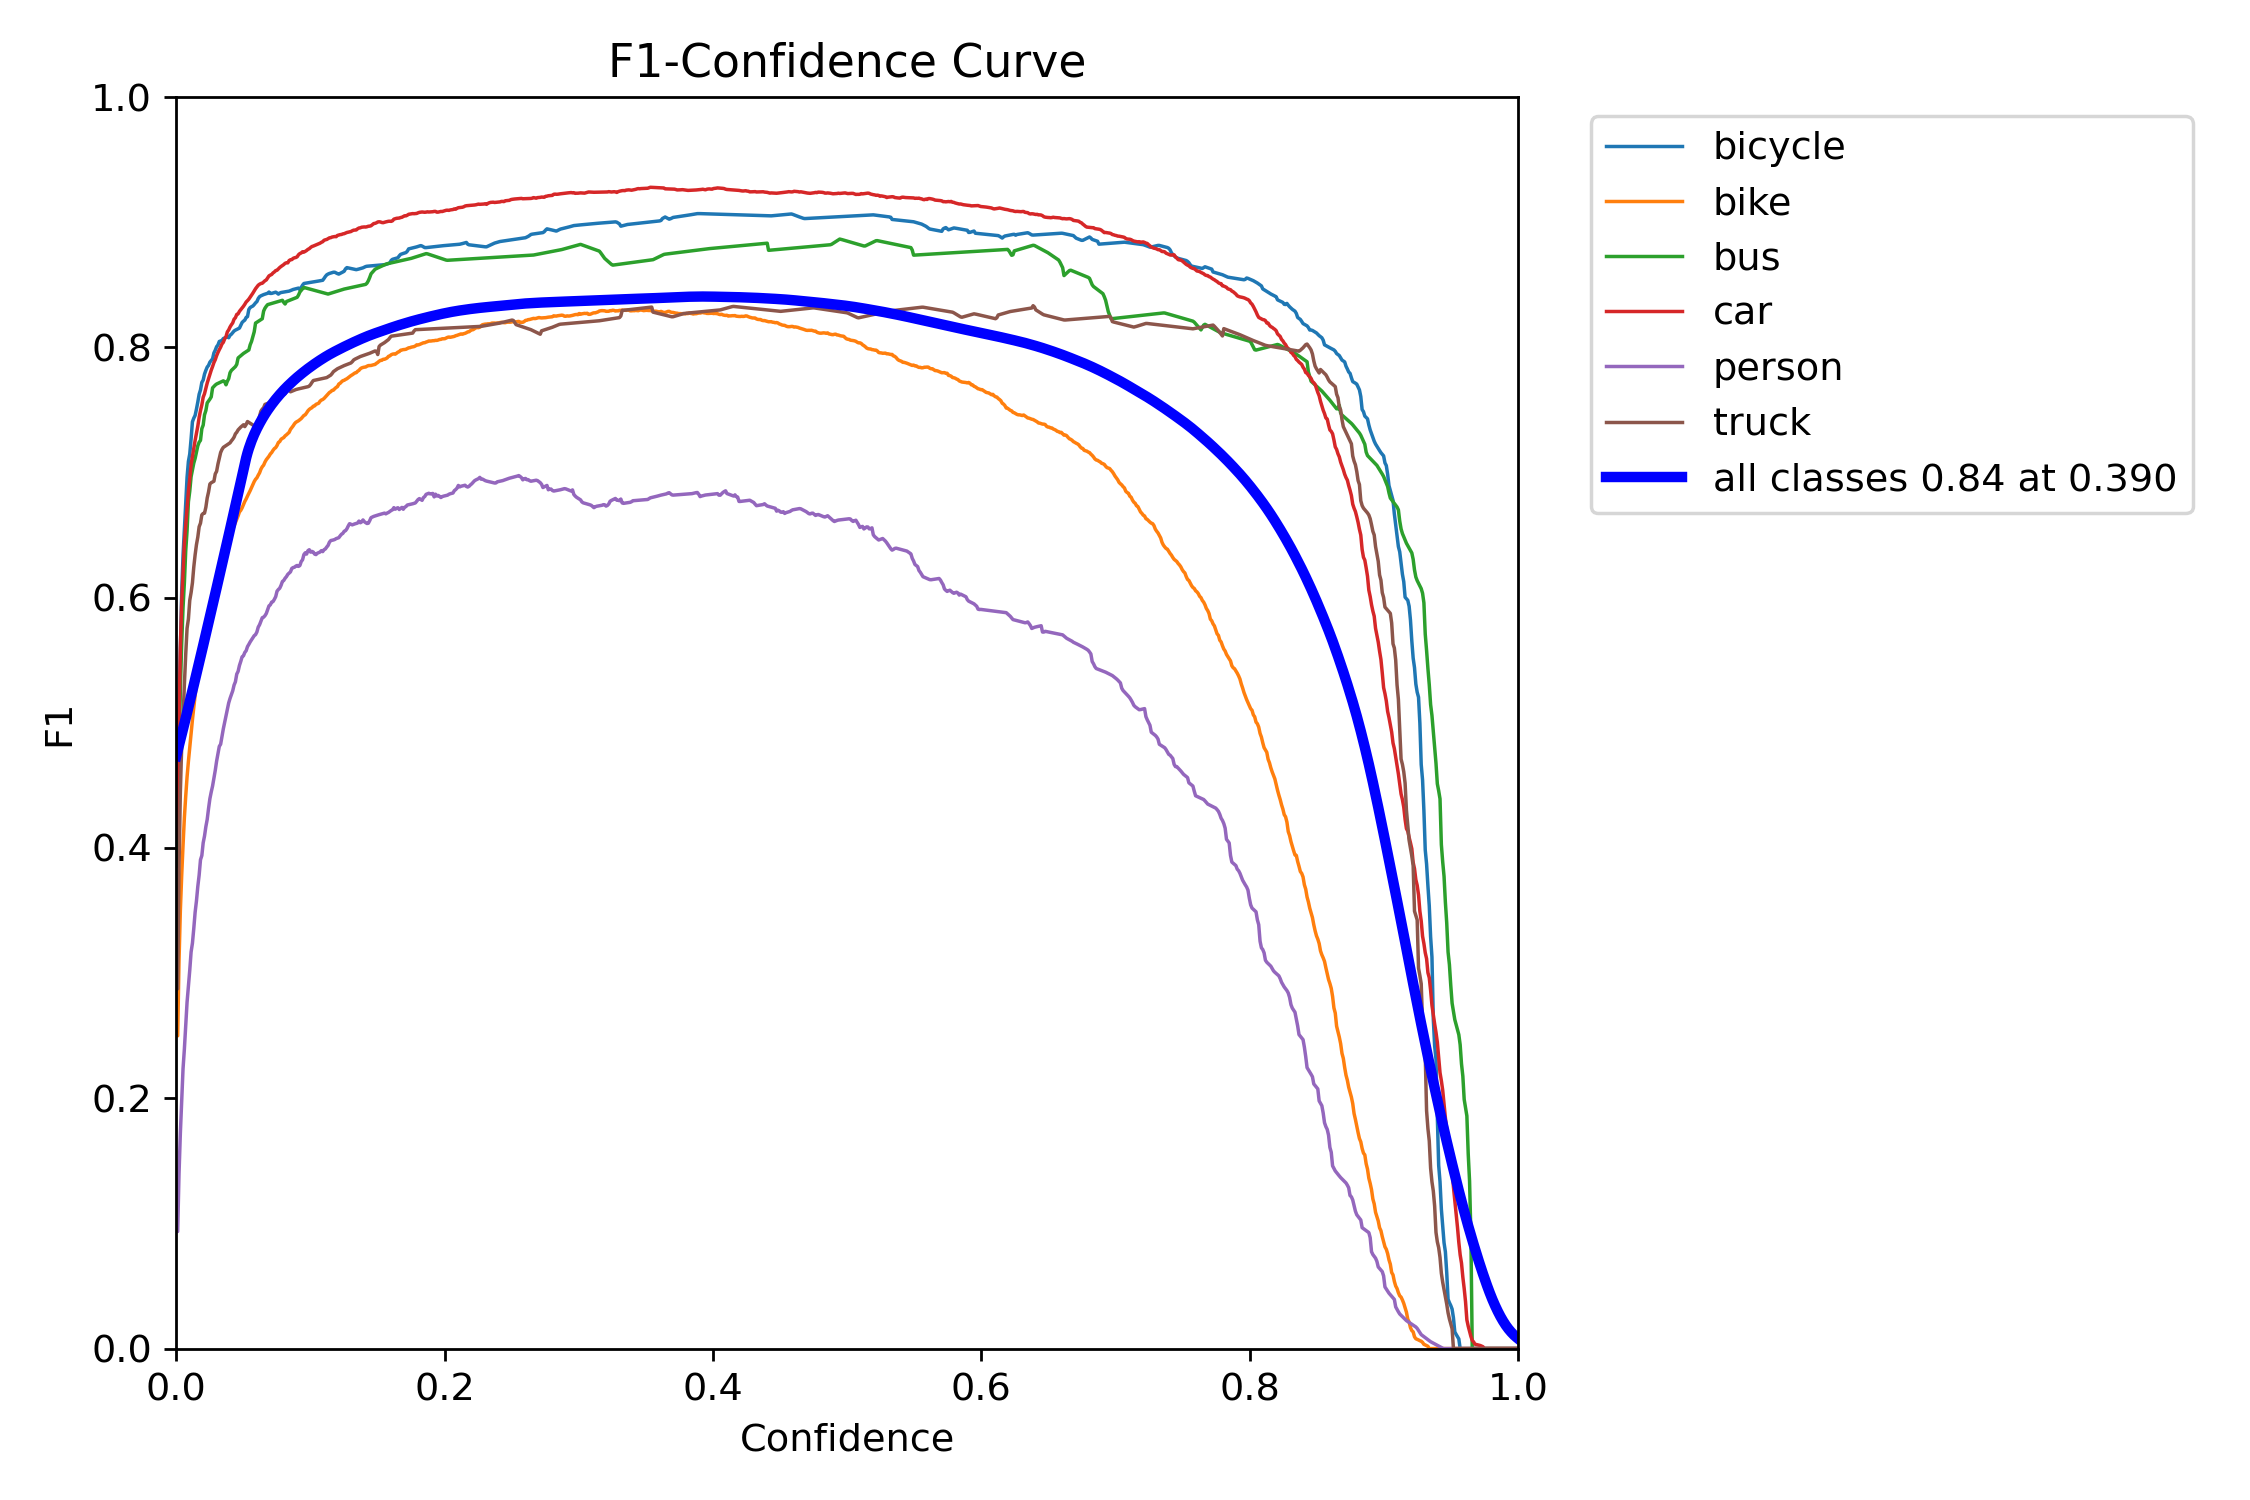 F1-Confidence Curve
1.0
0.8
0.6
0.4
0.2
0.0
F1
0.0 0.2 0.4 0.6 0.8 1.0
Confidence
bicycle
bike
bus
car
person
truck
all classes 0.84 at 0.390